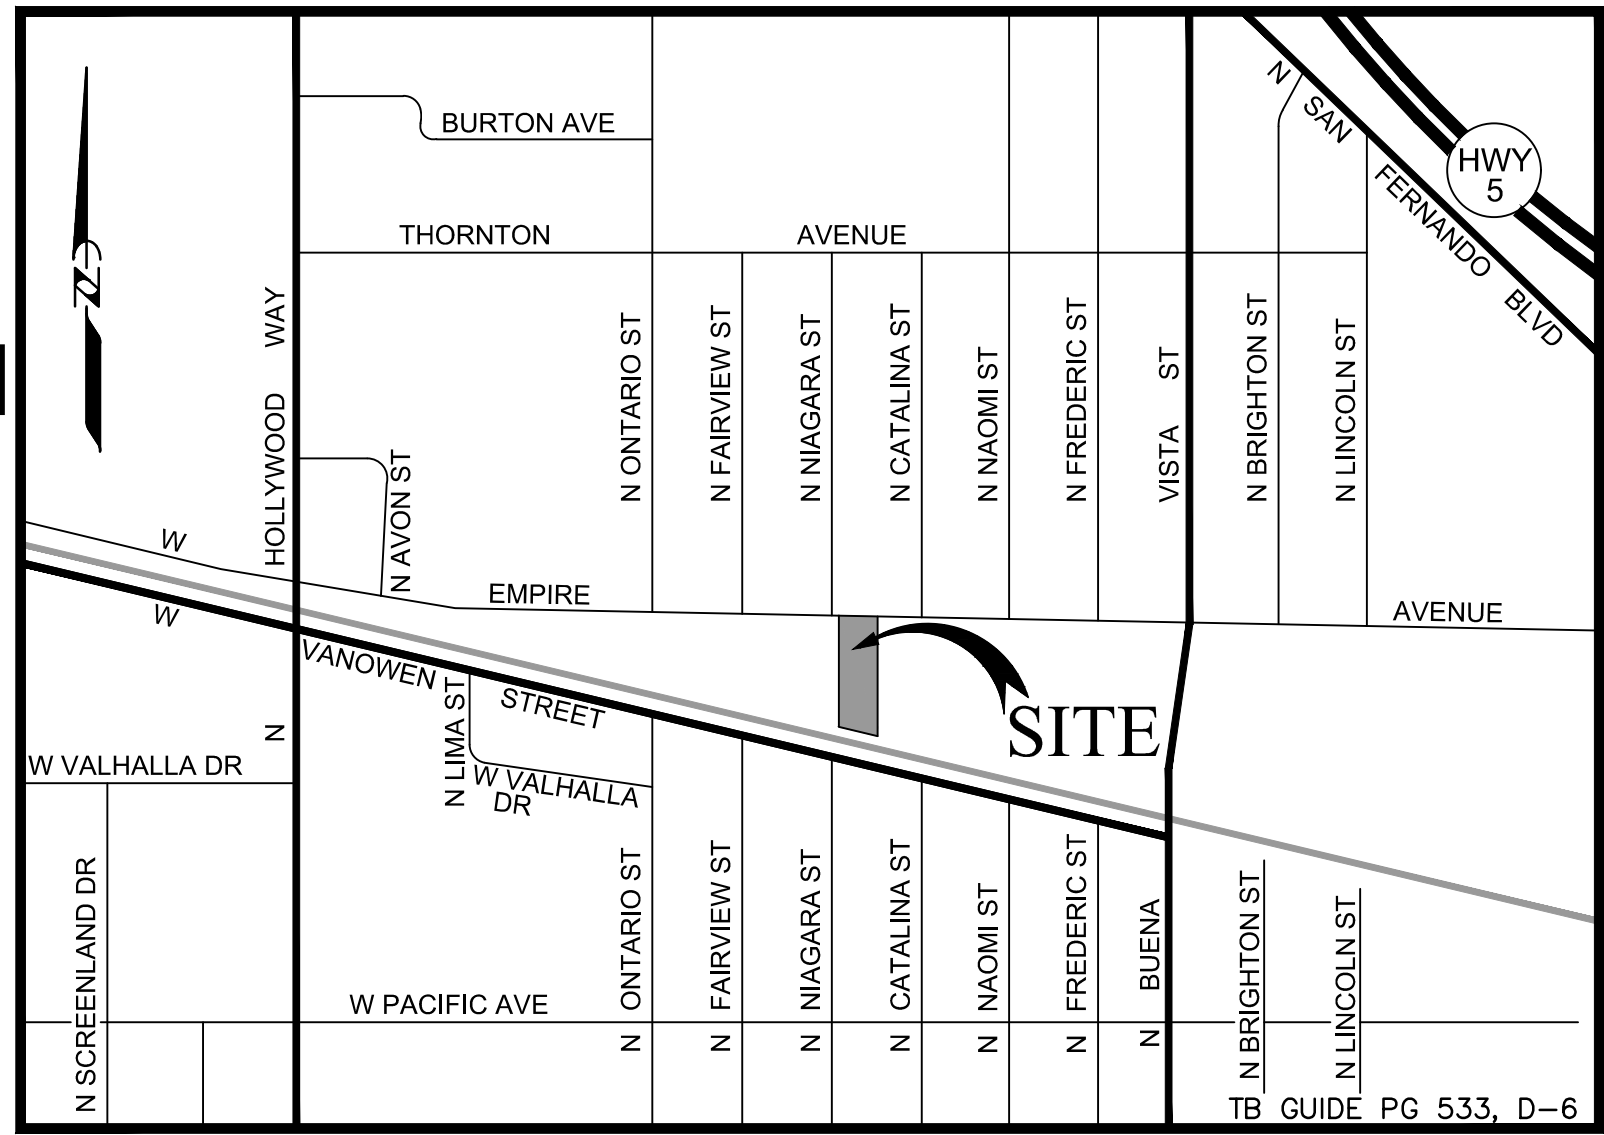 BURTON AVE
N SAN FERNANDO BLVD
HWY
5
THORNTON AVENUE
N
N HOLLYWOOD WAY
N AVON ST
N ONTARIO ST
N FAIRVIEW ST
N NIAGARA ST
N CATALINA ST
N NAOMI ST
N FREDERIC ST
N BUENA VISTA ST
N BRIGHTON ST
N LINCOLN ST
W EMPIRE AVENUE
W VANOWEN STREET
SITE
W VALHALLA DR
N LIMA ST
W VALHALLA
DR
N SCREENLAND DR
W PACIFIC AVE
N ONTARIO ST
N FAIRVIEW ST
N NIAGARA ST
N CATALINA ST
N NAOMI ST
N FREDERIC ST
N BRIGHTON ST
N LINCOLN ST
TB GUIDE PG 533, D-6